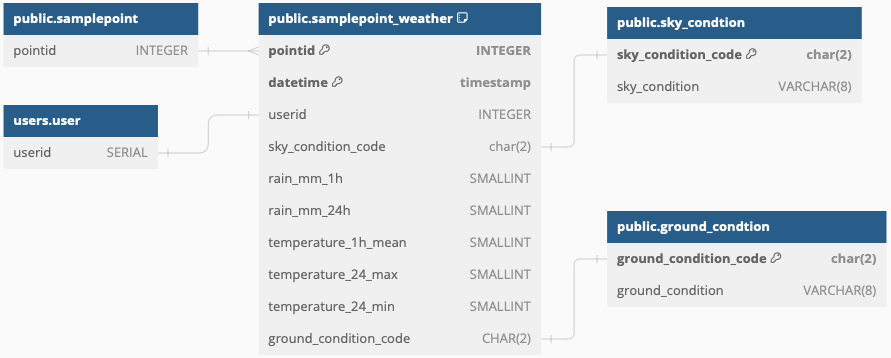 public.samplepoint
pointid INTEGER
users.user
userid SERIAL
public.samplepoint_weather
pointid INTEGER
datetime timestamp
userid INTEGER
sky_condition_code char(2)
rain_mm_1h SMALLINT
rain_mm_24h SMALLINT
temperature_1h_mean SMALLINT
temperature_24_max SMALLINT
temperature_24_min SMALLINT
ground_condition_code CHAR(2)
public.sky_condtion
sky_condition_code char(2)
sky_condition VARCHAR(8)
public.ground_condtion
ground_condition_code char(2)
ground_condition VARCHAR(8)